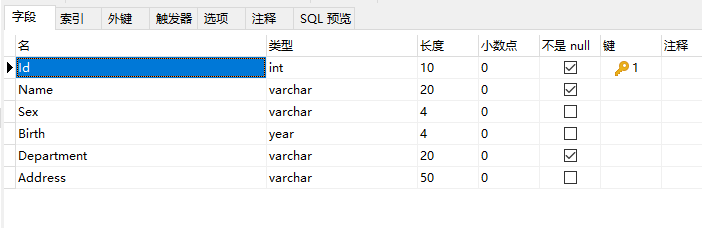 字段 索引 外键 触发器 选项 注释 SQL 预览
名 类型 长度 小数点 不是 null 键 注释
Id int 10 0 1
Name varchar 20 0
Sex varchar 4 0
Birth year 4 0
Department varchar 20 0
Address varchar 50 0